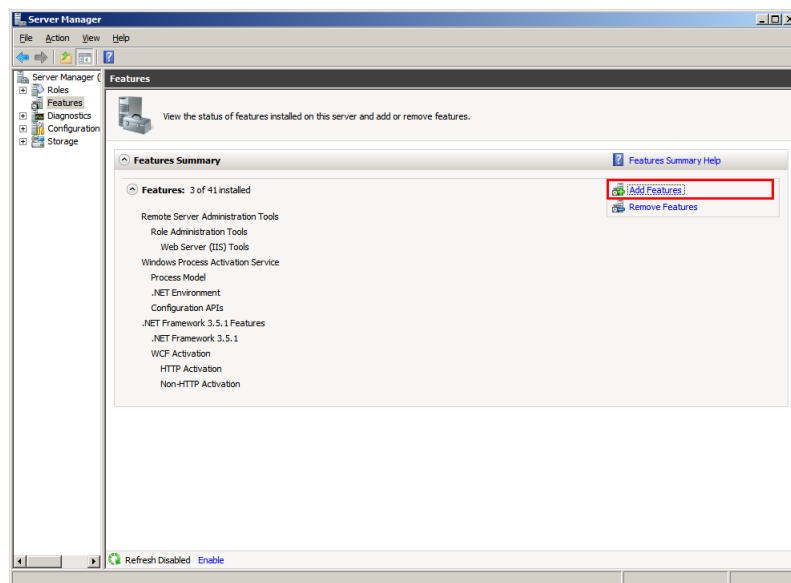 Server Manager
File Action View Help
Server Manager (
Roles
Features
Diagnostics
Configuration
Storage
Features
View the status of features installed on this server and add or remove features.
Features Summary
Features Summary Help
Features: 3 of 41 installed
Add Features
Remove Features
Remote Server Administration Tools
Role Administration Tools
Web Server (IIS) Tools
Windows Process Activation Service
Process Model
.NET Environment
Configuration APIs
.NET Framework 3.5.1 Features
.NET Framework 3.5.1
WCF Activation
HTTP Activation
Non-HTTP Activation
Refresh Disabled Enable